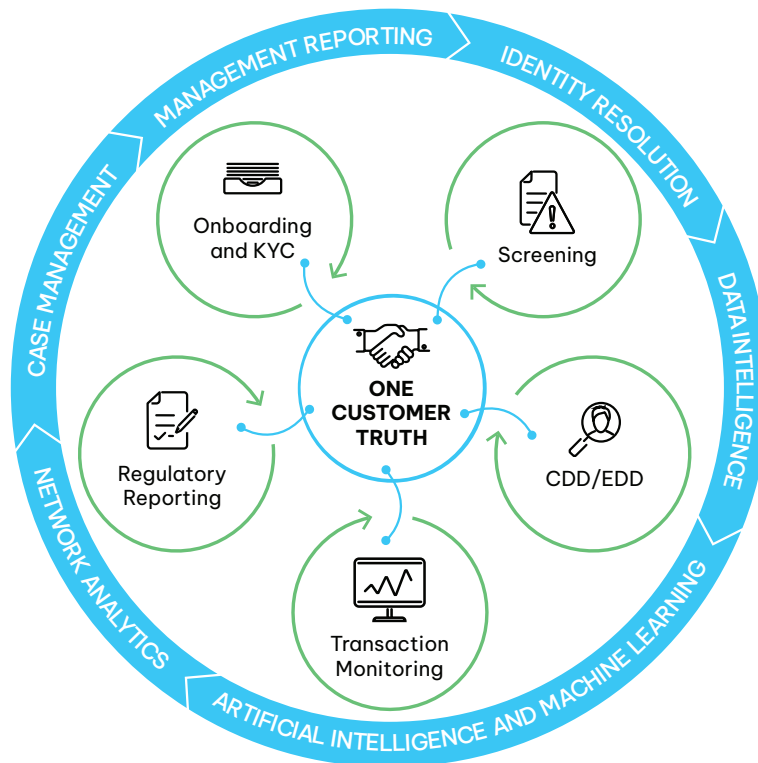 MANAGEMENT REPORTING
IDENTITY RESOLUTION
DATA INTELLIGENCE
ARTIFICIAL INTELLIGENCE AND MACHINE LEARNING
NETWORK ANALYTICS
CASE MANAGEMENT
Onboarding
and KYC
Screening
ONE
CUSTOMER
TRUTH
Regulatory
Reporting
CDD/EDD
Transaction
Monitoring